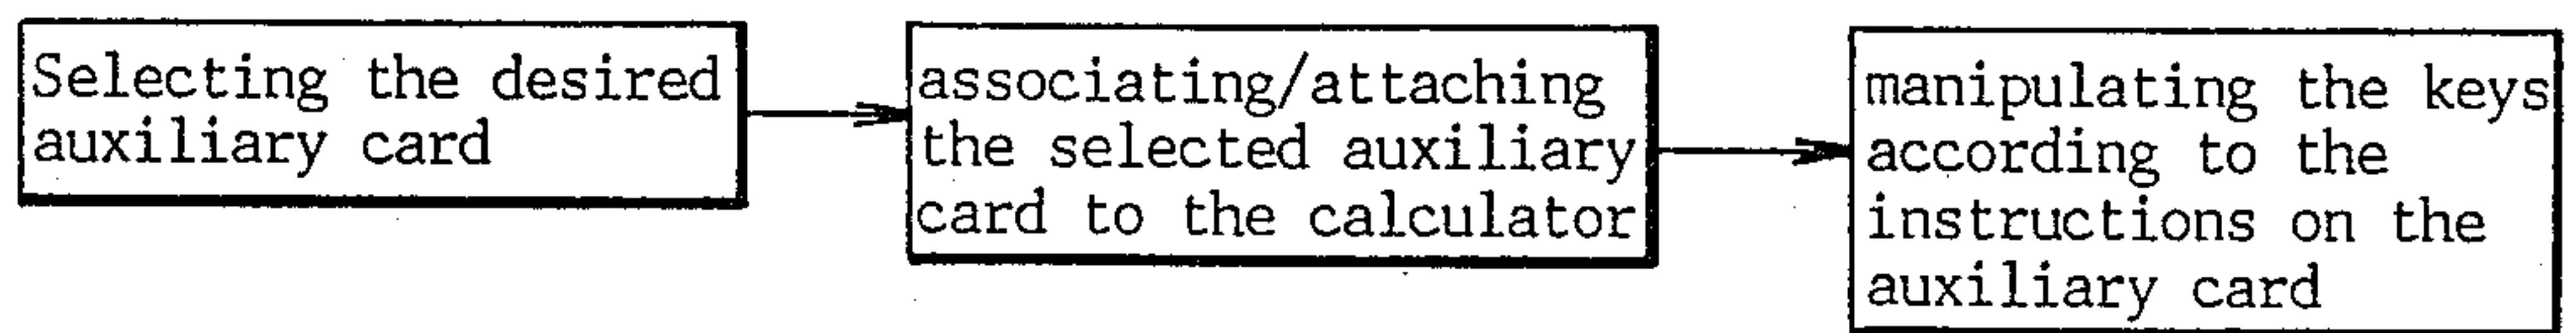 Selecting the desired
auxiliary card
associating/attaching
the selected auxiliary
card to the calculator
manipulating the keys
according to the
instructions on the
auxiliary card